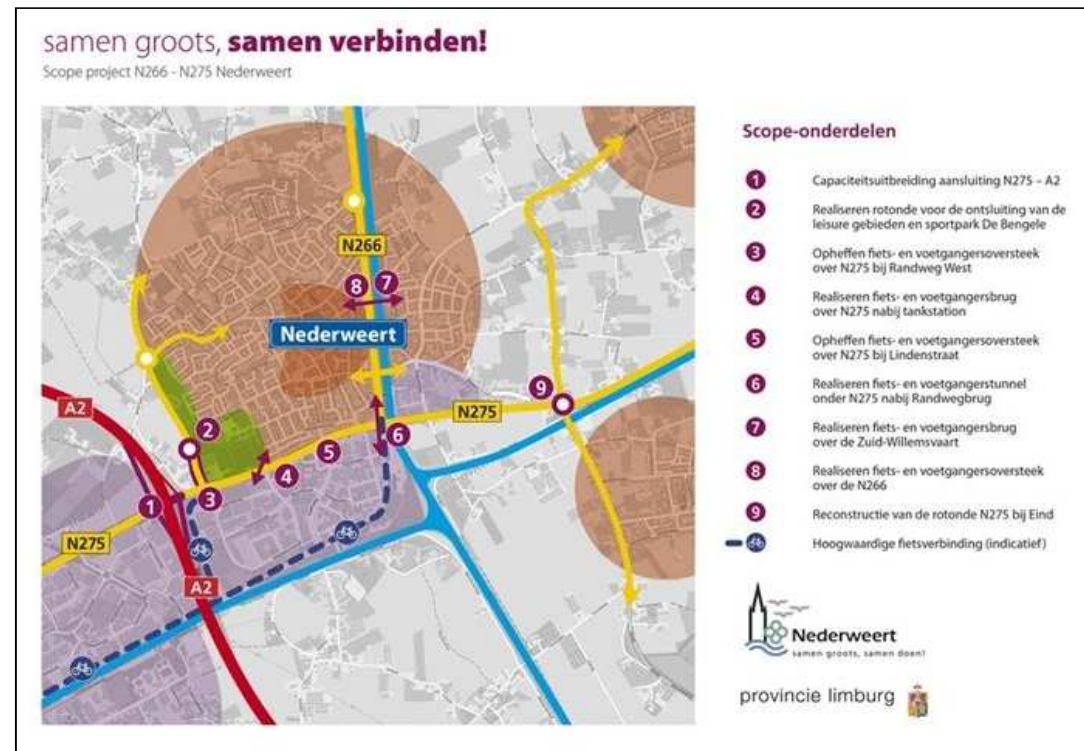 samen groots, samen verbinden!
Scope project N266 - N275 Nederweert
N266
8
7
Nederweert
9
A2
N275
2
6
5
4
3
1
N275
A2
Scope-onderdelen
1 Capaciteitsuitbreiding aansluiting N275 – A2
2 Realiseren rotonde voor de ontsluiting van de
leisure gebieden en sportpark De Bengele
3 Opheffen fiets- en voetgangersoversteek
over N275 bij Randweg West
4 Realiseren fiets- en voetgangersbrug
over N275 nabij tankstation
5 Opheffen fiets- en voetgangersoversteek
over N275 bij Lindenstraat
6 Realiseren fiets- en voetgangerstunnel
onder N275 nabij Randwegbrug
7 Realiseren fiets- en voetgangersbrug
over de Zuid-Willemsvaart
8 Realiseren fiets- en voetgangersoversteek
over de N266
9 Reconstructie van de rotonde N275 bij Eind
Hoogwaardige fietsverbinding (indicatief)
Nederweert
samen groots, samen doen!
provincie limburg